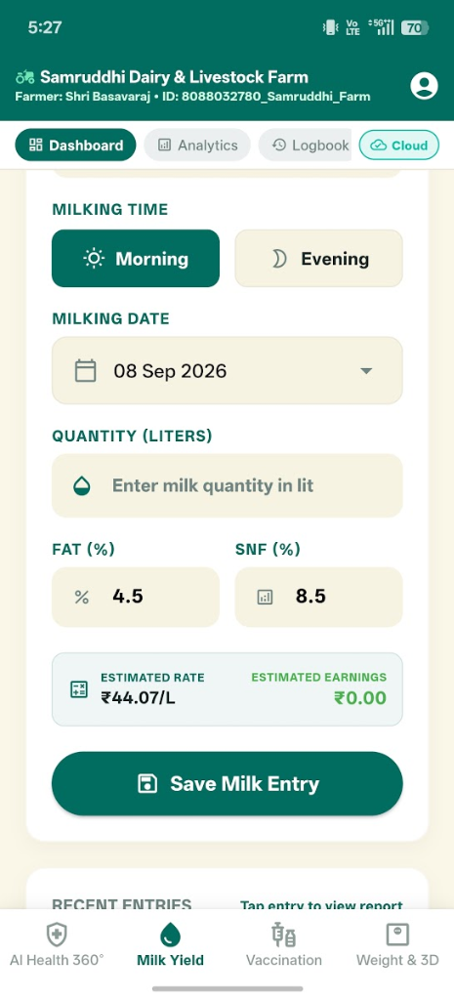 5:27
Vo LTE
5G
70
Samruddhi Dairy & Livestock Farm
Farmer: Shri Basavaraj • ID: 8088032780_Samruddhi_Farm
Dashboard Analytics Logbook Cloud
MILKING TIME
Morning Evening
MILKING DATE
08 Sep 2026
QUANTITY (LITERS)
Enter milk quantity in lit
FAT (%) SNF (%)
% 4.5 8.5
ESTIMATED RATE ESTIMATED EARNINGS
₹44.07/L ₹0.00
Save Milk Entry
RECENT ENTRIES Tap entry to view report
AI Health 360° Milk Yield Vaccination Weight & 3D